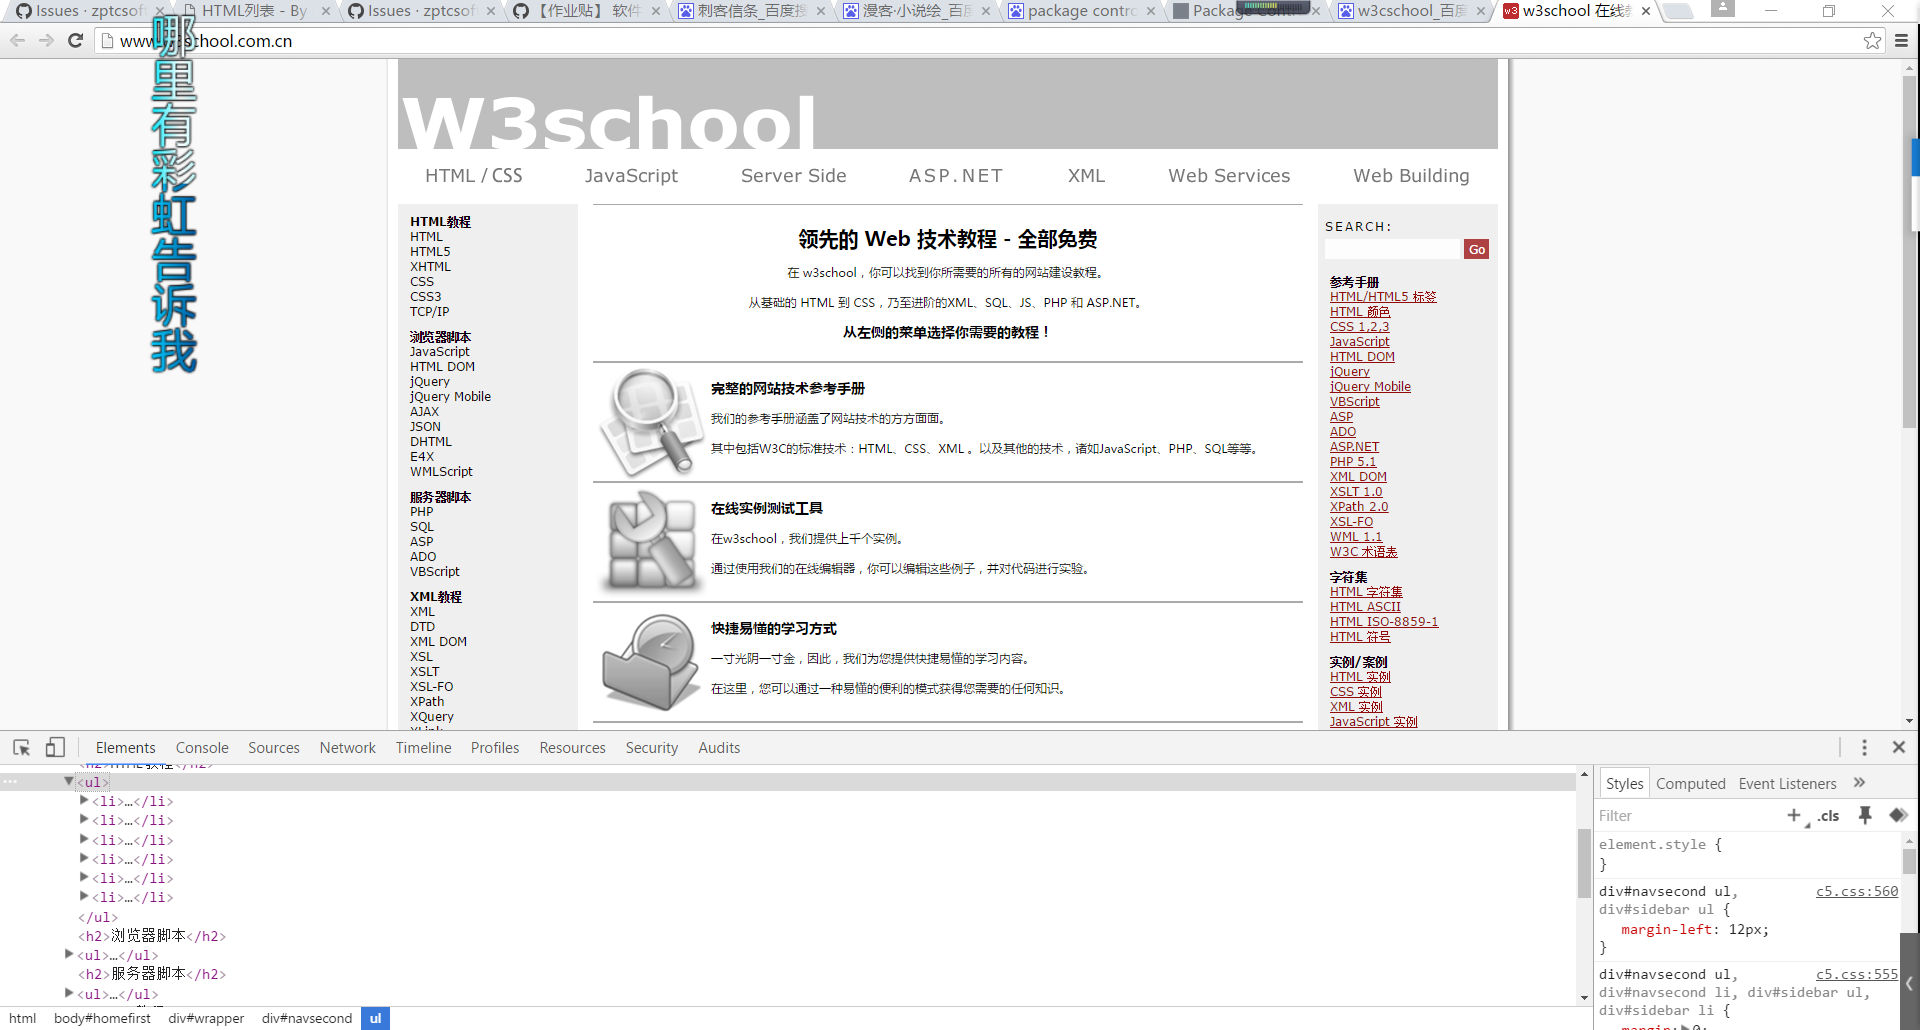 Issues · zptcsoft
HTML列表 - By
Issues · zptcsoft
【作业贴】 软件
刺客信条_百度搜
漫客·小说绘_百度
package contro
Package
w3cschool_百度
w3school 在线教
school.com.cn
哪里有彩虹告诉我
W3school
HTML / CSS
JavaScript
Server Side
ASP.NET
XML
Web Services
Web Building
HTML教程
HTML
HTML5
XHTML
CSS
CSS3
TCP/IP
浏览器脚本
JavaScript
HTML DOM
jQuery
jQuery Mobile
AJAX
JSON
DHTML
E4X
WMLScript
服务器脚本
PHP
SQL
ASP
ADO
VBScript
XML教程
XML
DTD
XML DOM
XSL
XSLT
XSL-FO
XPath
XQuery
XLink
领先的 Web 技术教程 - 全部免费
在 w3school，你可以找到你所需要的所有的网站建设教程。
从基础的 HTML 到 CSS，乃至进阶的XML、SQL、JS、PHP 和 ASP.NET。
从左侧的菜单选择你需要的教程！
完整的网站技术参考手册
我们的参考手册涵盖了网站技术的方方面面。
其中包括W3C的标准技术：HTML、CSS、XML 。以及其他的技术，诸如JavaScript、PHP、SQL等等。
在线实例测试工具
在w3school，我们提供上千个实例。
通过使用我们的在线编辑器，你可以编辑这些例子，并对代码进行实验。
快捷易懂的学习方式
一寸光阴一寸金，因此，我们为您提供快捷易懂的学习内容。
在这里，您可以通过一种易懂的便利的模式获得您需要的任何知识。
SEARCH:
Go
参考手册
HTML/HTML5 标签
HTML 颜色
CSS 1,2,3
JavaScript
HTML DOM
jQuery
jQuery Mobile
VBScript
ASP
ADO
ASP.NET
PHP 5.1
XML DOM
XSLT 1.0
XPath 2.0
XSL-FO
WML 1.1
W3C 术语表
字符集
HTML 字符集
HTML ASCII
HTML ISO-8859-1
HTML 符号
实例/案例
HTML 实例
CSS 实例
XML 实例
JavaScript 实例
Elements
Console
Sources
Network
Timeline
Profiles
Resources
Security
Audits
<h2>HTML教程</h2>
<ul>
<li>…</li>
<li>…</li>
<li>…</li>
<li>…</li>
<li>…</li>
<li>…</li>
</ul>
<h2>浏览器脚本</h2>
<ul>…</ul>
<h2>服务器脚本</h2>
<ul>…</ul>
html
body#homefirst
div#wrapper
div#navsecond
ul
Styles
Computed
Event Listeners
Filter
.cls
element.style {
}
div#navsecond ul, c5.css:560
div#sidebar ul {
margin-left: 12px;
}
div#navsecond ul, c5.css:555
div#navsecond li, div#sidebar ul,
div#sidebar li {
margin: 0;